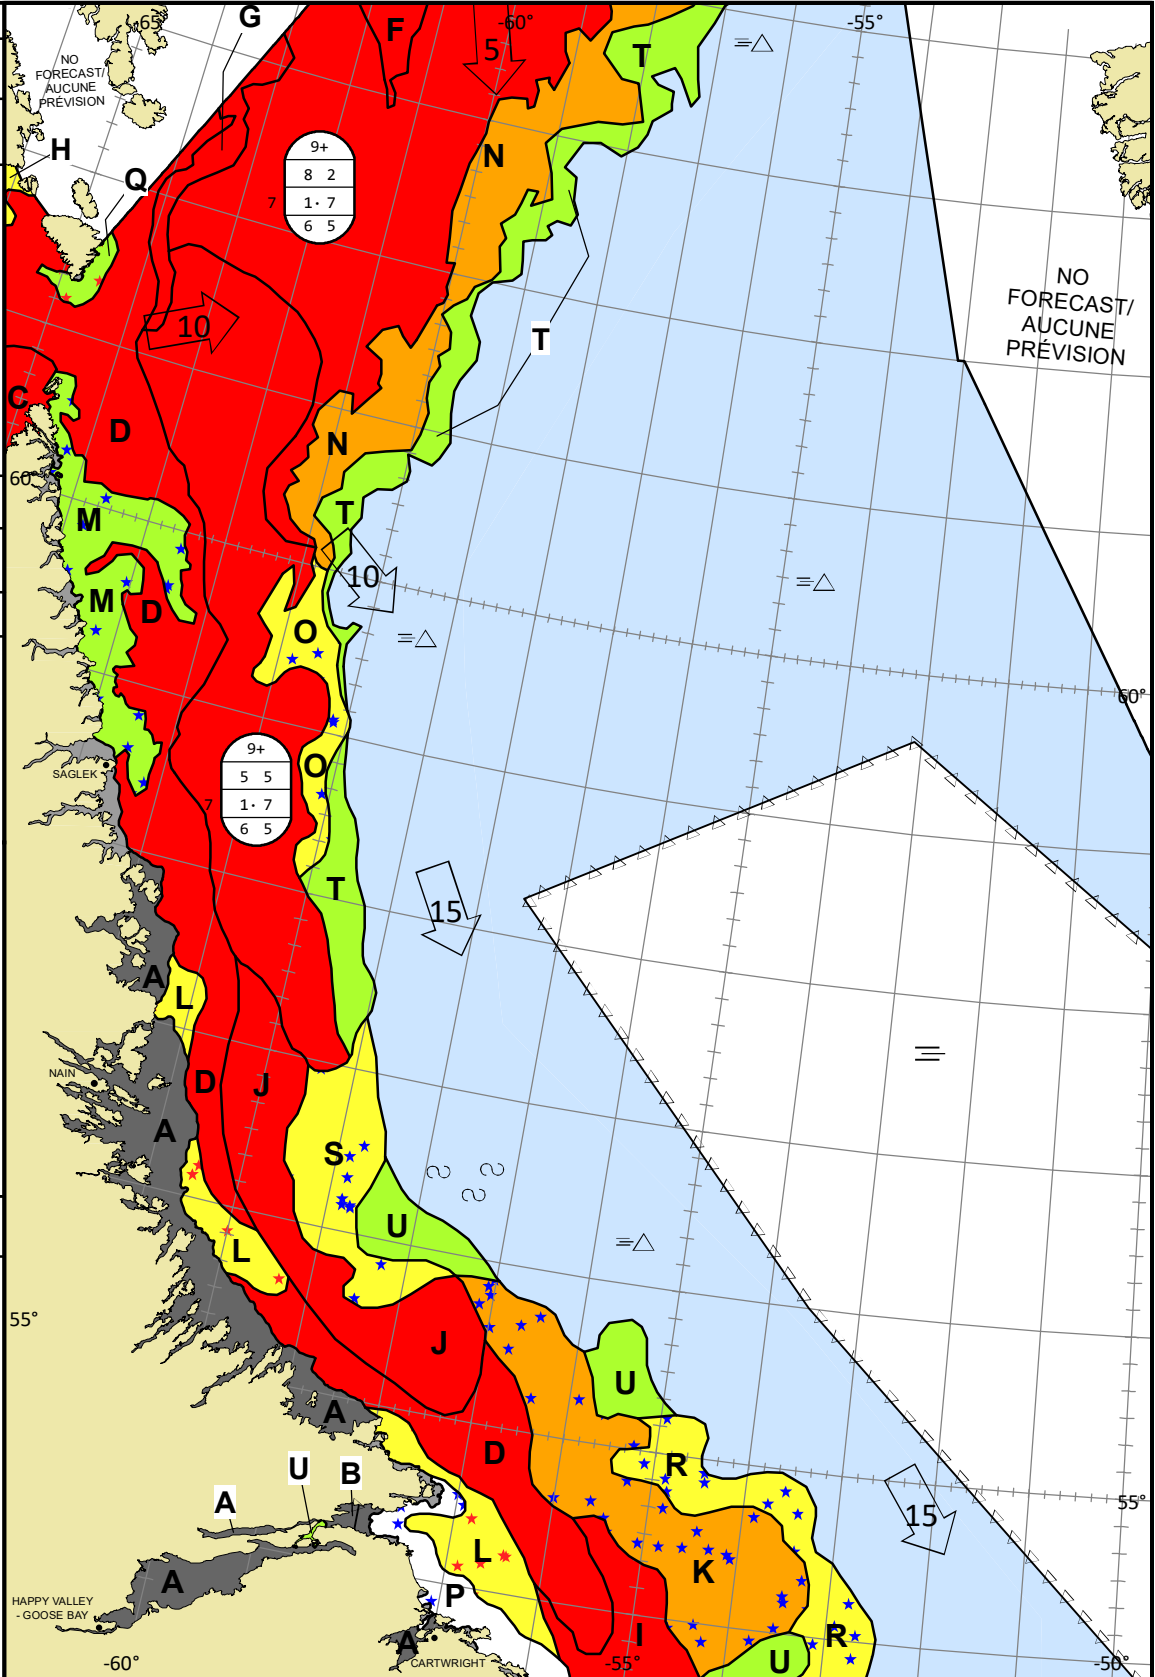 -65
G
F
-60°
5
T
-55°
NO
FORECAST/
AUCUNE
PRÉVISION
H
Q
9+
8 2
7 1· 7
6 5
N
NO
FORECAST/
AUCUNE
PRÉVISION
10
T
C
D
N
60°
M
T
10
M
D
O
60°
SAGLEK
O
9+
5 5
7 1· 7
6 5
T
15
A
L
NAIN
D
J
A
S
U
L
55°
J
U
A
D
R
U
B
A
55°
15
L
K
A
P
HAPPY VALLEY
- GOOSE BAY
A
I
R
U
CARTWRIGHT
-60°
-55°
-50°